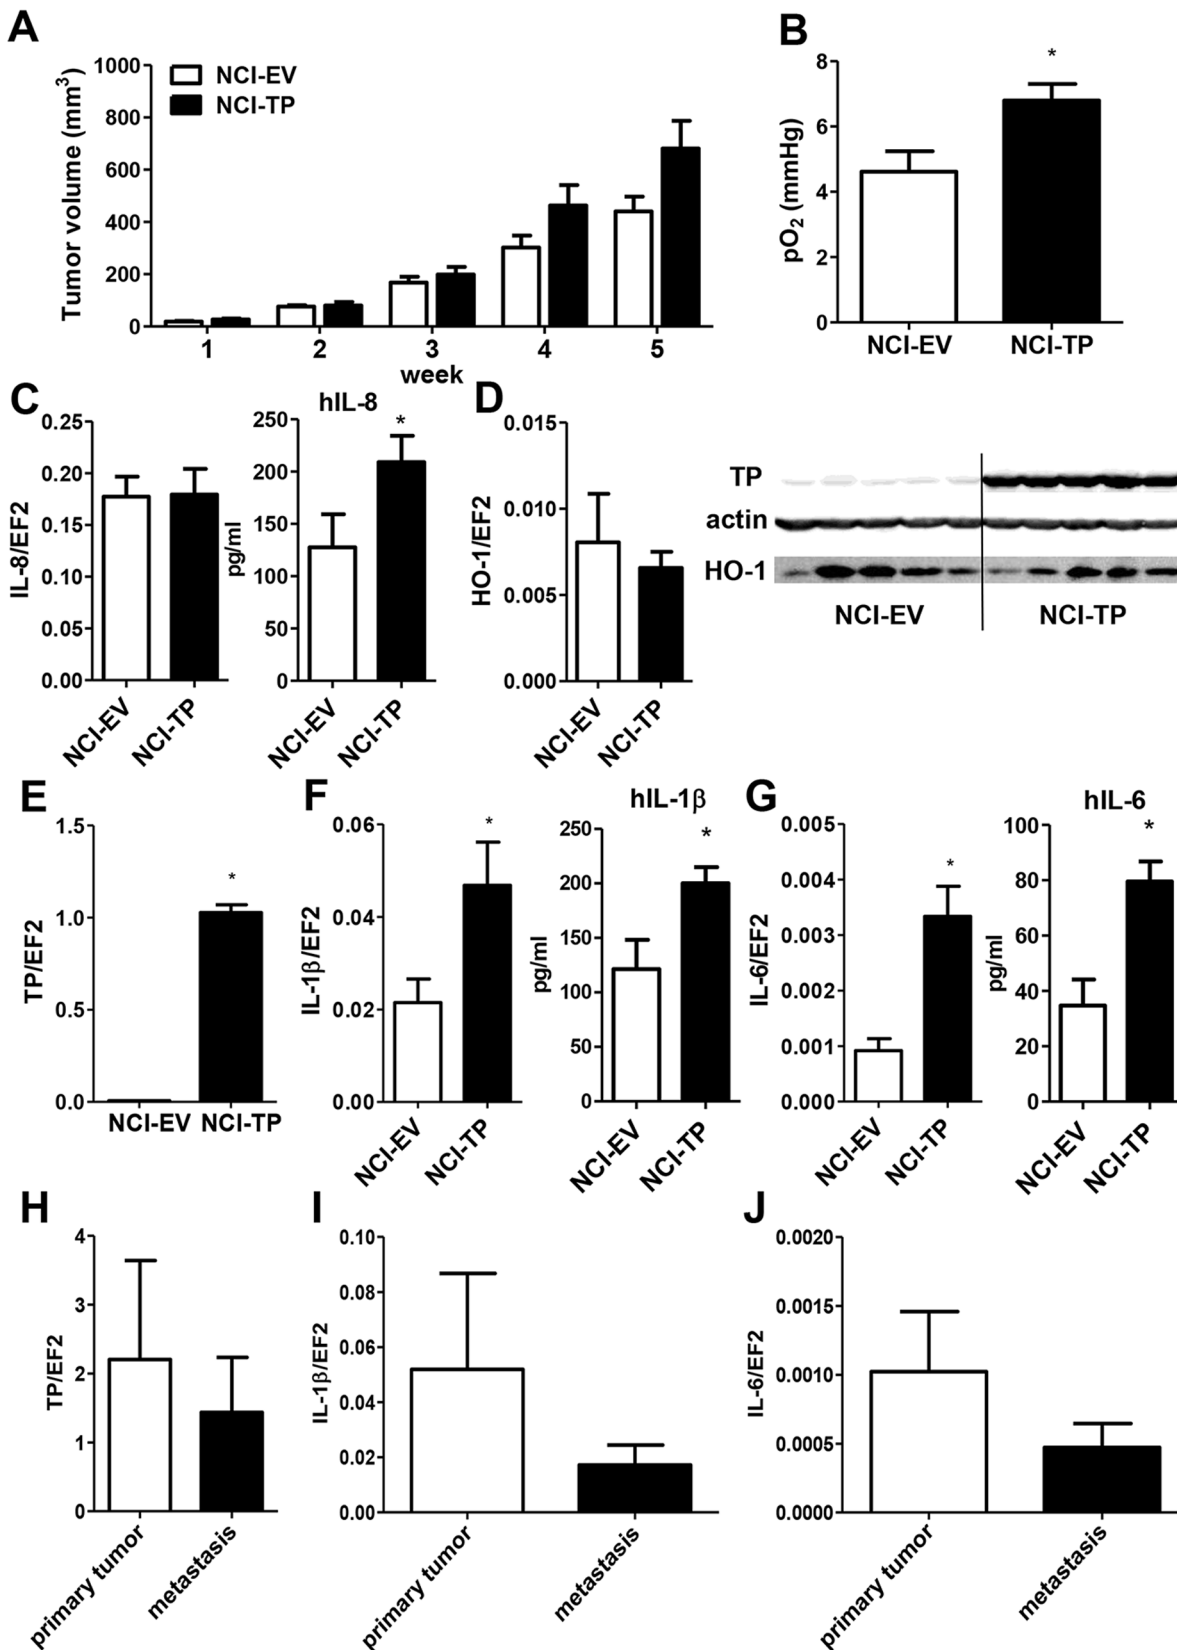 A
Tumor volume (mm³)
1000
800
600
400
200
0
NCI-EV
NCI-TP
1 2 3 4 5
week
B
*
pO₂ (mmHg)
8
6
4
2
0
NCI-EV NCI-TP
C
IL-8/EF2
0.25
0.20
0.15
0.10
0.05
0.00
NCI-EV
NCI-TP
hIL-8
*
pg/ml
250
200
150
100
50
0
NCI-EV
NCI-TP
D
HO-1/EF2
0.015
0.010
0.005
0.000
NCI-EV
NCI-TP
TP
actin
HO-1
NCI-EV NCI-TP
E
TP/EF2
1.5
1.0
0.5
0.0
*
NCI-EV NCI-TP
F
IL-1β/EF2
0.06
0.04
0.02
0.00
*
NCI-EV
NCI-TP
hIL-1β
*
pg/ml
250
200
150
100
50
0
NCI-EV
NCI-TP
G
IL-6/EF2
0.005
0.004
0.003
0.002
0.001
0.000
*
NCI-EV
NCI-TP
hIL-6
*
pg/ml
100
80
60
40
20
0
NCI-EV
NCI-TP
H
TP/EF2
4
3
2
1
0
primary tumor
metastasis
I
IL-1β/EF2
0.10
0.08
0.06
0.04
0.02
0.00
primary tumor
metastasis
J
IL-6/EF2
0.0020
0.0015
0.0010
0.0005
0.0000
primary tumor
metastasis